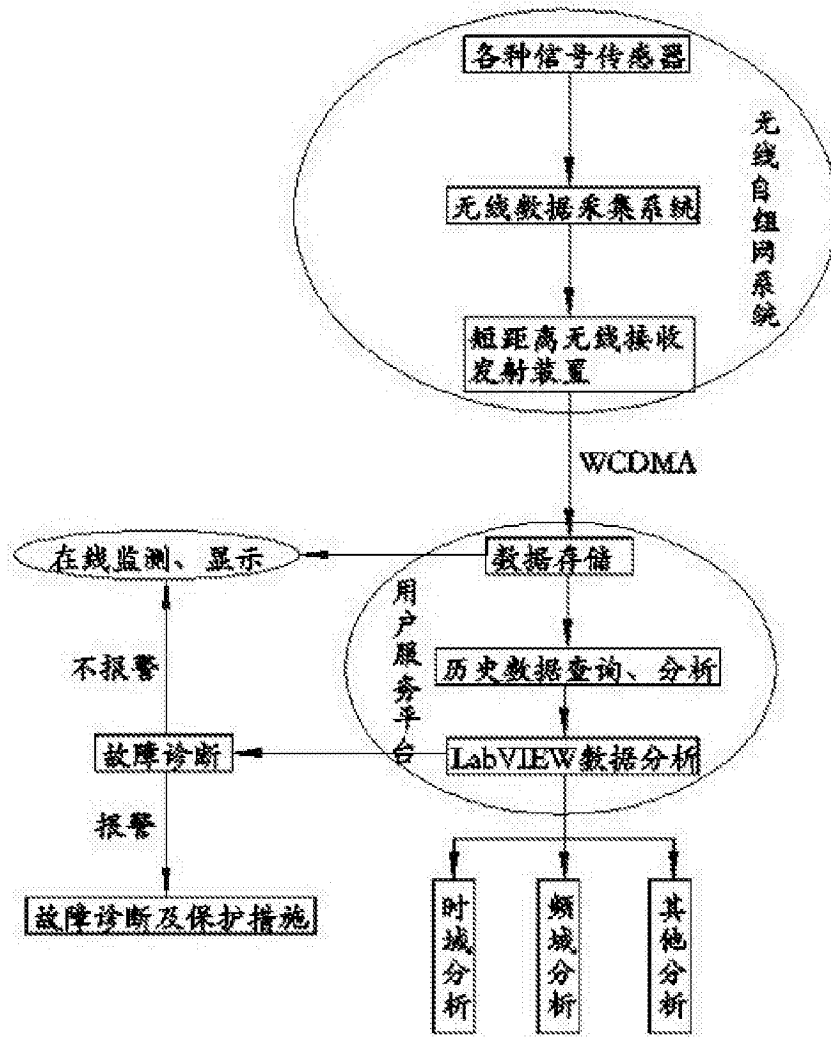 各种信号传感器
无线自组网系统
无线数据采集系统
短距离无线接收
发射装置
WCDMA
在线监测、显示
数据存储
用户服务平台
不报警
历史数据查询、分析
故障诊断
LabVIEW数据分析
报警
故障诊断及保护措施
时域分析
频域分析
其他分析